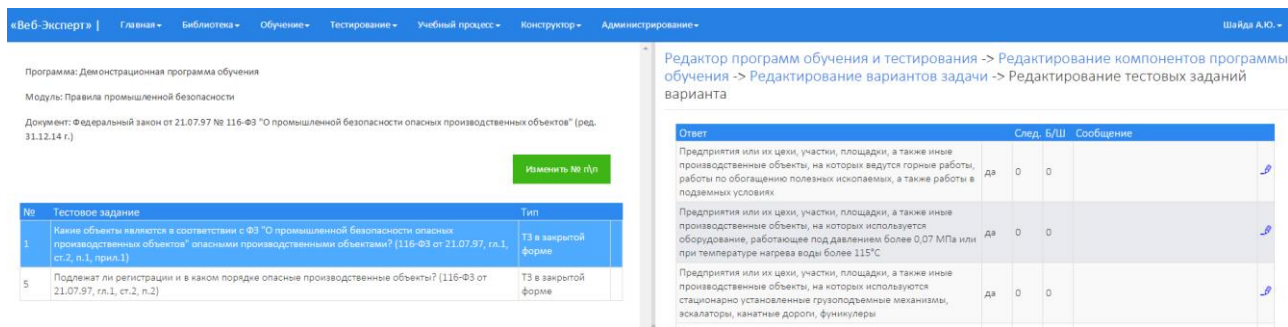 «Веб-Эксперт» | Главная Библиотека Обучение Тестирование Учебный процесс Конструктор Администрирование Шайда А.Ю.
Программа: Демонстрационная программа обучения
Модуль: Правила промышленной безопасности
Документ: Федеральный закон от 21.07.97 № 116-ФЗ "О промышленной безопасности опасных производственных объектов" (ред.
31.12.14 г.)
Изменить № п\п
№ Тестовое задание Тип
1
Какие объекты являются в соответствии с ФЗ "О промышленной безопасности опасных
производственных объектов" опасными производственными объектами? (116-ФЗ от 21.07.97, гл.1,
ст.2, п.1, прил.1)
ТЗ в закрытой
форме
5
Подлежат ли регистрации и в каком порядке опасные производственные объекты? (116-ФЗ от
21.07.97, гл.1, ст.2, п.2)
ТЗ в закрытой
форме
Редактор программ обучения и тестирования -> Редактирование компонентов программы
обучения -> Редактирование вариантов задачи -> Редактирование тестовых заданий
варианта
Ответ След. Б/Ш Сообщение
Предприятия или их цехи, участки, площадки, а также иные
производственные объекты, на которых ведутся горные работы,
работы по обогащению полезных ископаемых, а также работы в
подземных условиях
да 0 0
Предприятия или их цехи, участки, площадки, а также иные
производственные объекты, на которых используется
оборудование, работающее под давлением более 0,07 МПа или
при температуре нагрева воды более 115°С
да 0 0
Предприятия или их цехи, участки, площадки, а также иные
производственные объекты, на которых используются
стационарно установленные грузоподъемные механизмы,
эскалаторы, канатные дороги, фуникулеры
да 0 0